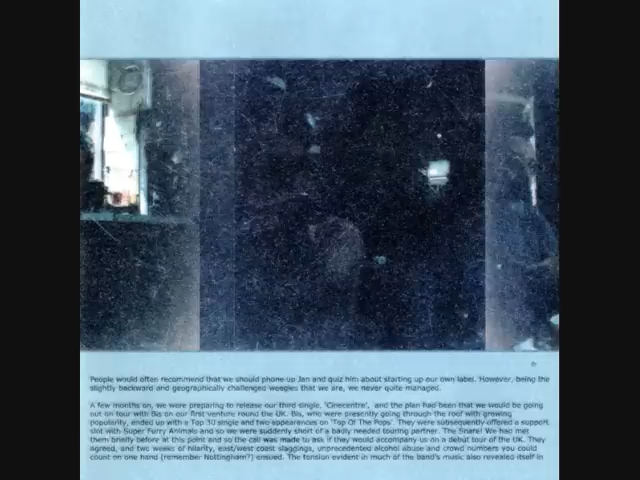 People would often recommend that we should phone up Jan and quiz him about starting up our own label. However, being the
slightly backward and geographically challenged weegies that we are, we never quite managed.
A few months on, we were preparing to release our third single, 'Cinecentre', and the plan had been that we would be going
out on tour with Bis on our first venture round the UK. Bis, who were presently going through the roof with growing
popularity, ended up with a Top 30 single and two appearances on 'Top Of The Pops'. They were subsequently offered a support
slot with Super Furry Animals and so we were suddenly short of a badly needed touring partner. The Snare! We had met
them briefly before at this point and so the call was made to ask if they would accompany us on a debut tour of the UK. They
agreed, and two weeks of hilarity, east/west coast slaggings, unprecedented alcohol abuse and crowd numbers you could
count on one hand (remember Nottingham?) ensued. The tension evident in much of the band's music also revealed itself in